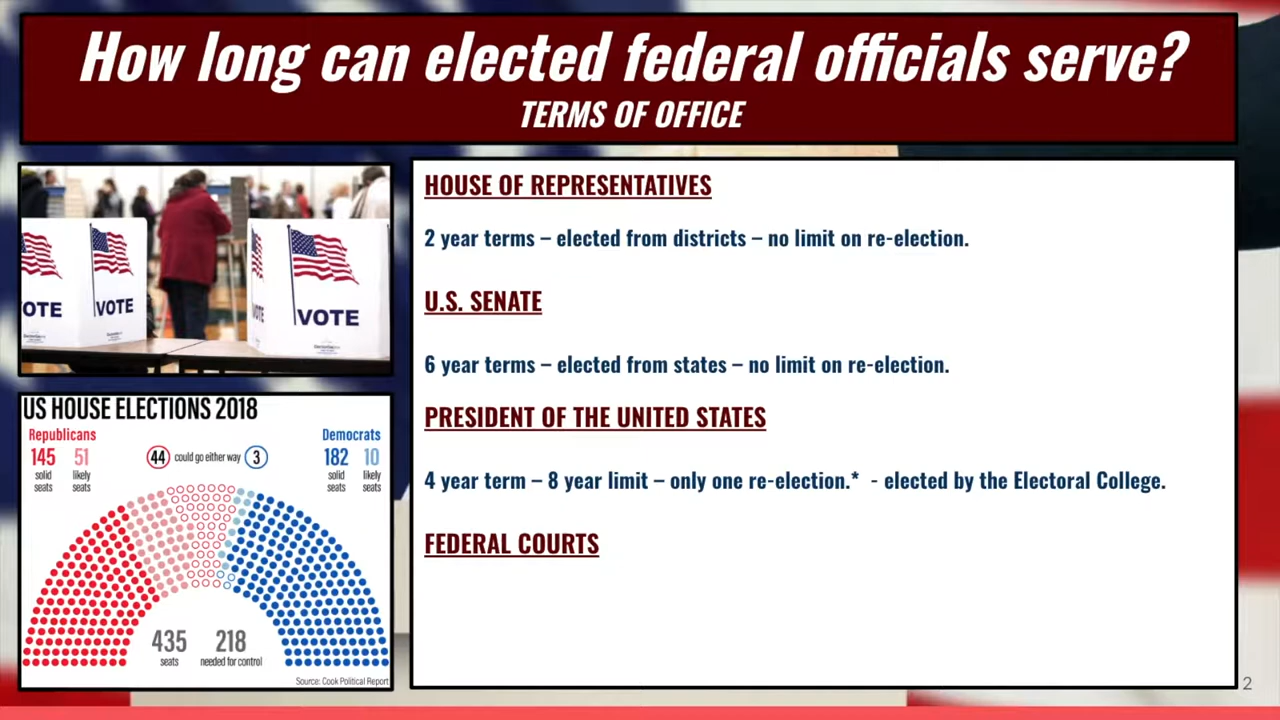 How long can elected federal officials serve?
TERMS OF OFFICE
OTE
VOTE
VOTE
VOTE
US HOUSE ELECTIONS 2018
Republicans
Democrats
145 51 44 could go either way 3 182 10
solid seats likely seats solid seats likely seats
435 218
seats needed for control
Source: Cook Political Report
HOUSE OF REPRESENTATIVES
2 year terms – elected from districts – no limit on re-election.
U.S. SENATE
6 year terms – elected from states – no limit on re-election.
PRESIDENT OF THE UNITED STATES
4 year term – 8 year limit – only one re-election.* - elected by the Electoral College.
FEDERAL COURTS
2